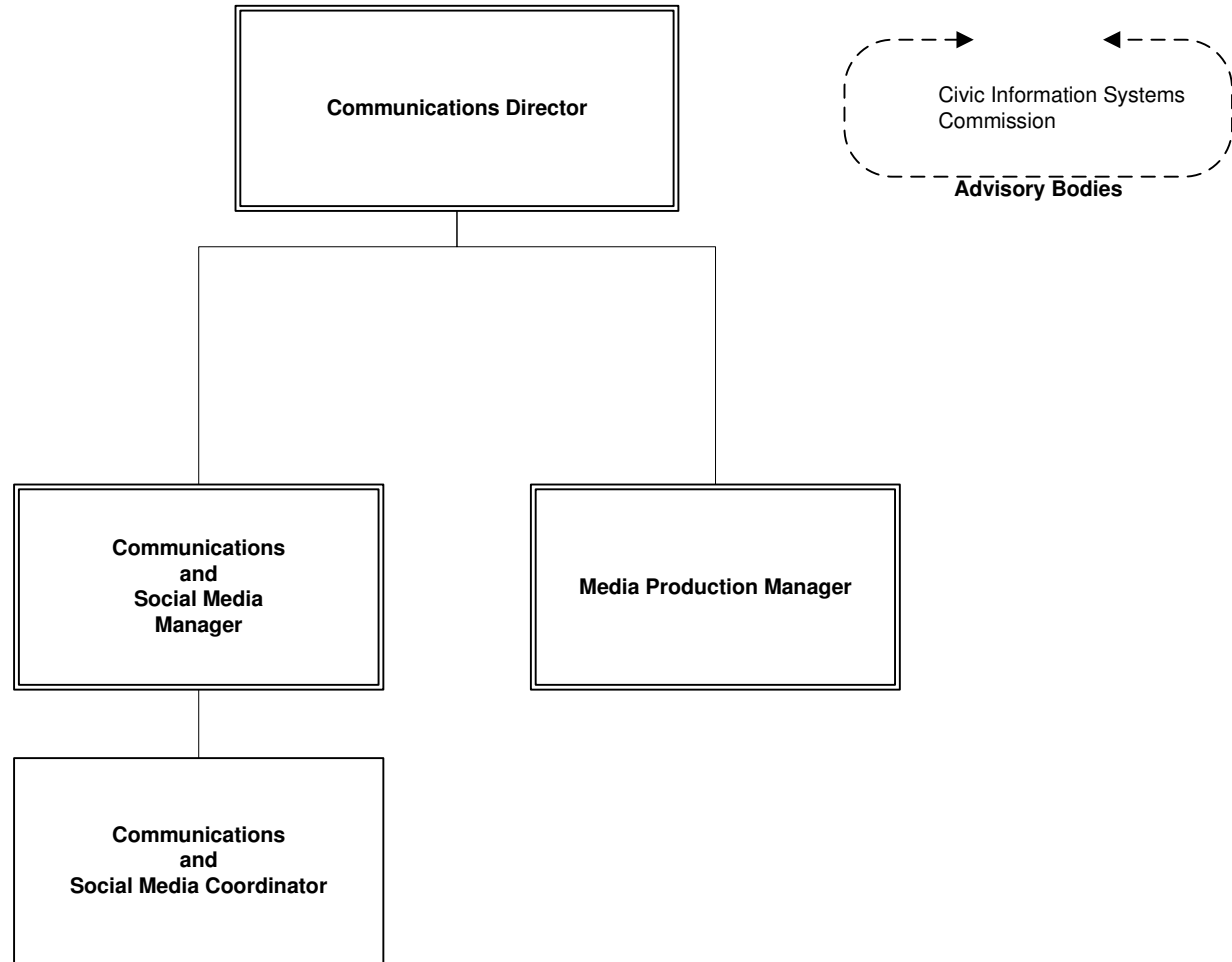 Communications Director
Civic Information Systems
Commission
Advisory Bodies
Communications
and
Social Media
Manager
Media Production Manager
Communications
and
Social Media Coordinator